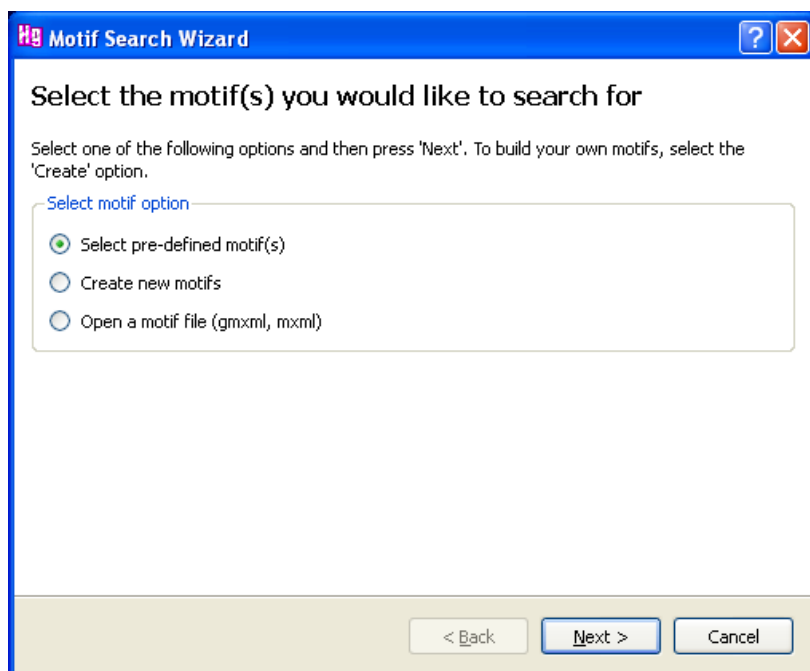 Hg Motif Search Wizard
Select the motif(s) you would like to search for
Select one of the following options and then press 'Next'. To build your own motifs, select the
'Create' option.
Select motif option
Select pre-defined motif(s)
Create new motifs
Open a motif file (gmxml, mxml)
< Back Next > Cancel